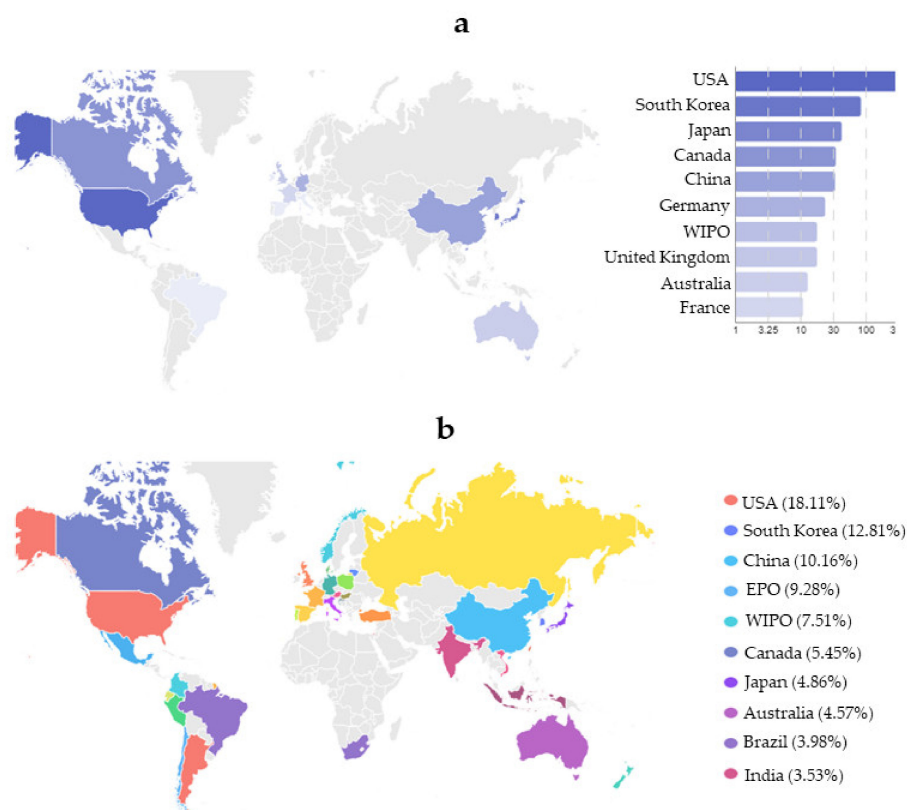 a
USA
South Korea
Japan
Canada
China
Germany
WIPO
United Kingdom
Australia
France
1 3.25 10 30 100 3
b
USA (18.11%)
South Korea (12.81%)
China (10.16%)
EPO (9.28%)
WIPO (7.51%)
Canada (5.45%)
Japan (4.86%)
Australia (4.57%)
Brazil (3.98%)
India (3.53%)